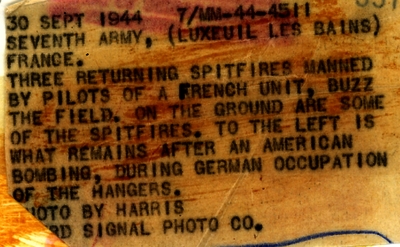 30 SEPT 1944 7/MM-44-4511
SEVENTH ARMY, (LUXEUIL LES BAINS)
FRANCE.
THREE RETURNING SPITFIRES MANNED
BY PILOTS OF A FRENCH UNIT, BUZZ
THE FIELD. ON THE GROUND ARE SOME
OF THE SPITFIRES. TO THE LEFT IS
WHAT REMAINS AFTER AN AMERICAN
BOMBING, DURING GERMAN OCCUPATION
OF THE HANGERS.
PHOTO BY HARRIS
SIGNAL PHOTO CO.